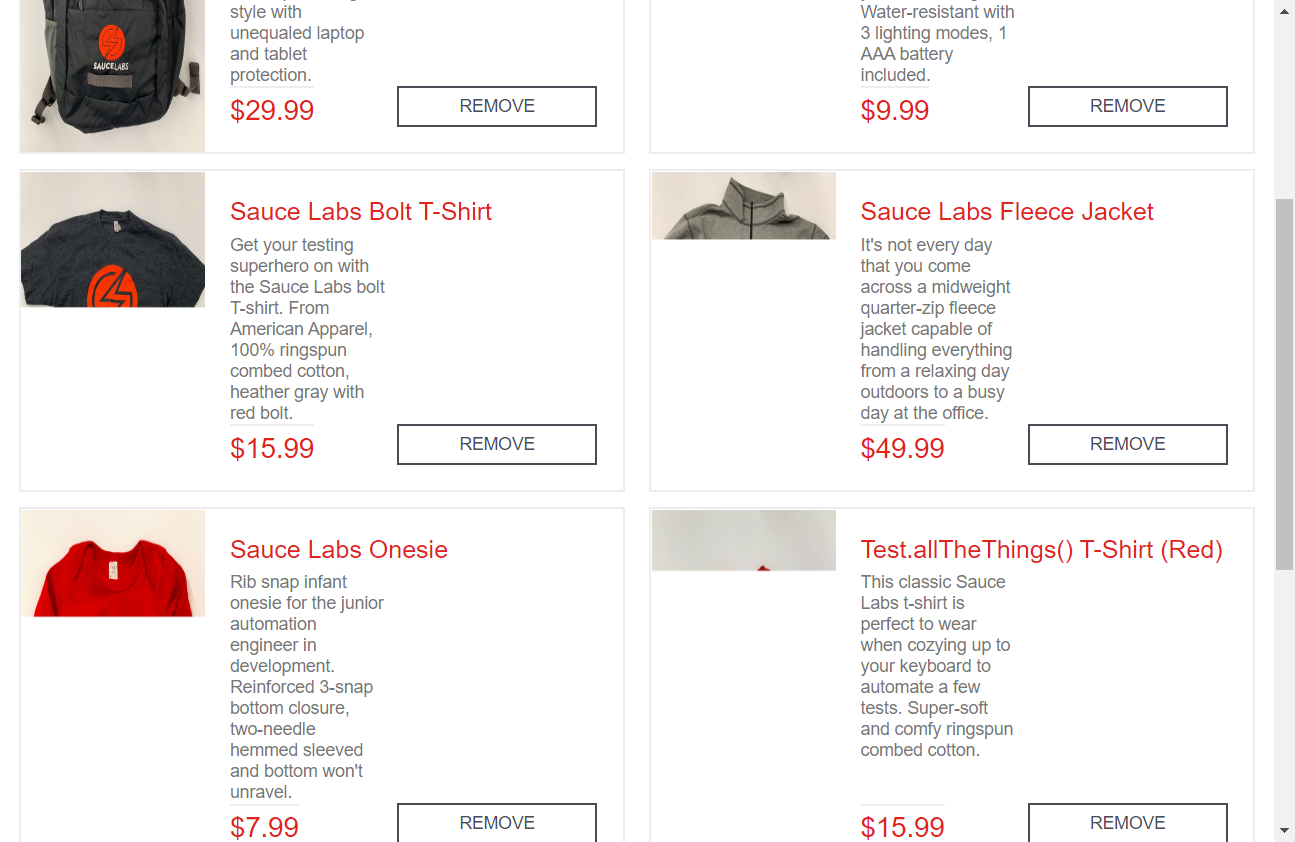 style with
unequaled laptop
and tablet
protection.
SAUCELABS
$29.99
REMOVE
Water-resistant with
3 lighting modes, 1
AAA battery
included.
$9.99
REMOVE
Sauce Labs Bolt T-Shirt
Get your testing
superhero on with
the Sauce Labs bolt
T-shirt. From
American Apparel,
100% ringspun
combed cotton,
heather gray with
red bolt.
$15.99
REMOVE
Sauce Labs Fleece Jacket
It's not every day
that you come
across a midweight
quarter-zip fleece
jacket capable of
handling everything
from a relaxing day
outdoors to a busy
day at the office.
$49.99
REMOVE
Sauce Labs Onesie
Rib snap infant
onesie for the junior
automation
engineer in
development.
Reinforced 3-snap
bottom closure,
two-needle
hemmed sleeved
and bottom won't
unravel.
$7.99
REMOVE
Test.allTheThings() T-Shirt (Red)
This classic Sauce
Labs t-shirt is
perfect to wear
when cozying up to
your keyboard to
automate a few
tests. Super-soft
and comfy ringspun
combed cotton.
$15.99
REMOVE